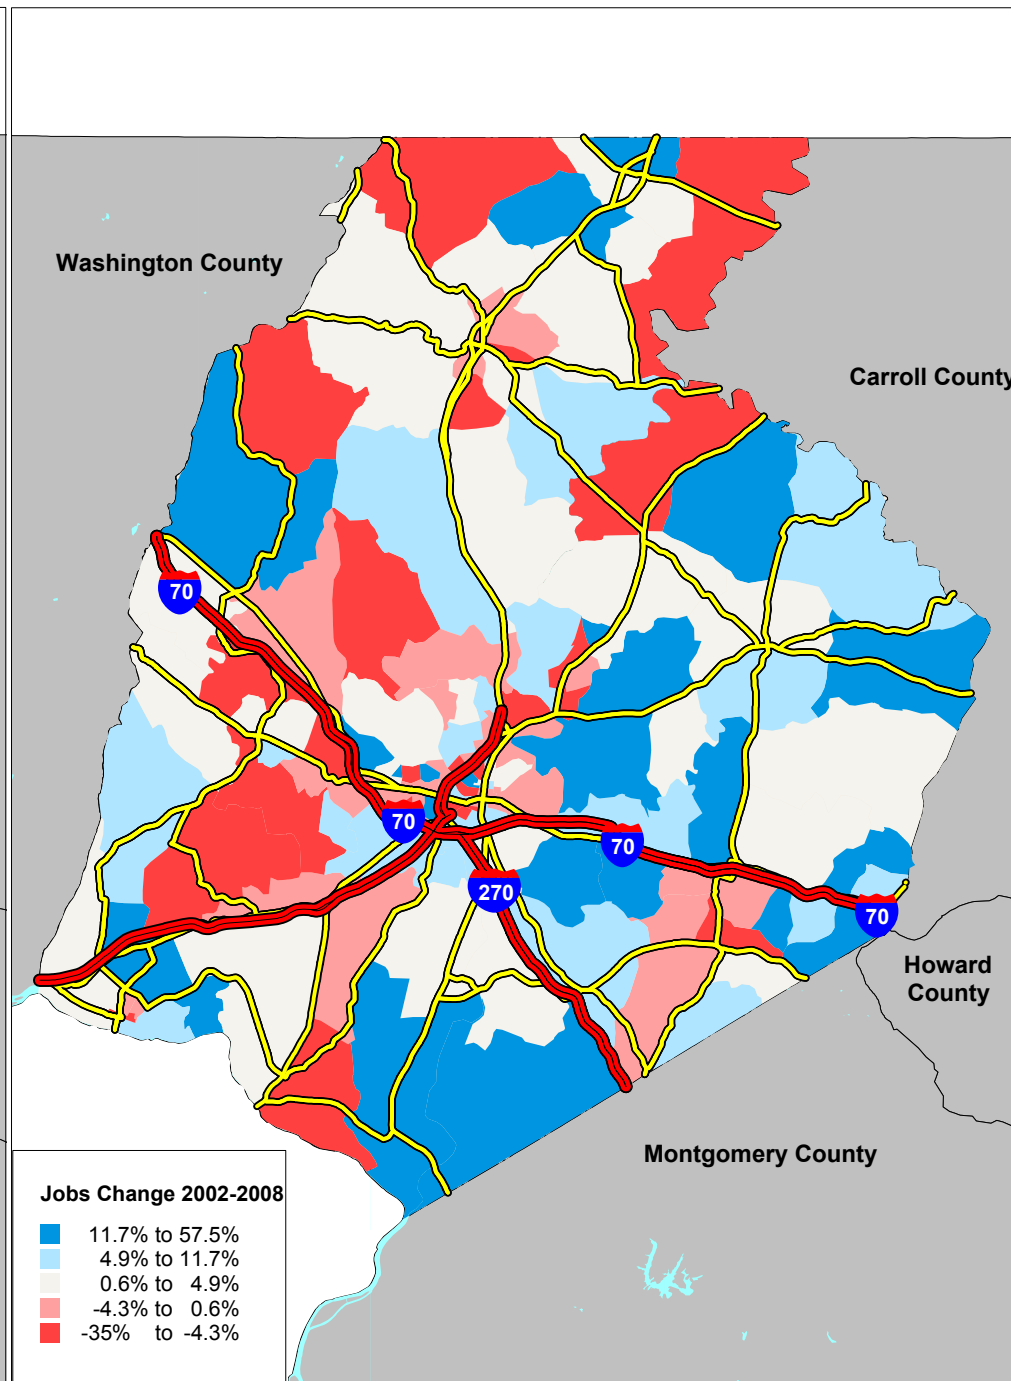 Washington County
Carroll County
70
70
70
270
70
Howard
County
Montgomery County
Jobs Change 2002-2008
11.7% to 57.5%
4.9% to 11.7%
0.6% to 4.9%
-4.3% to 0.6%
-35% to -4.3%